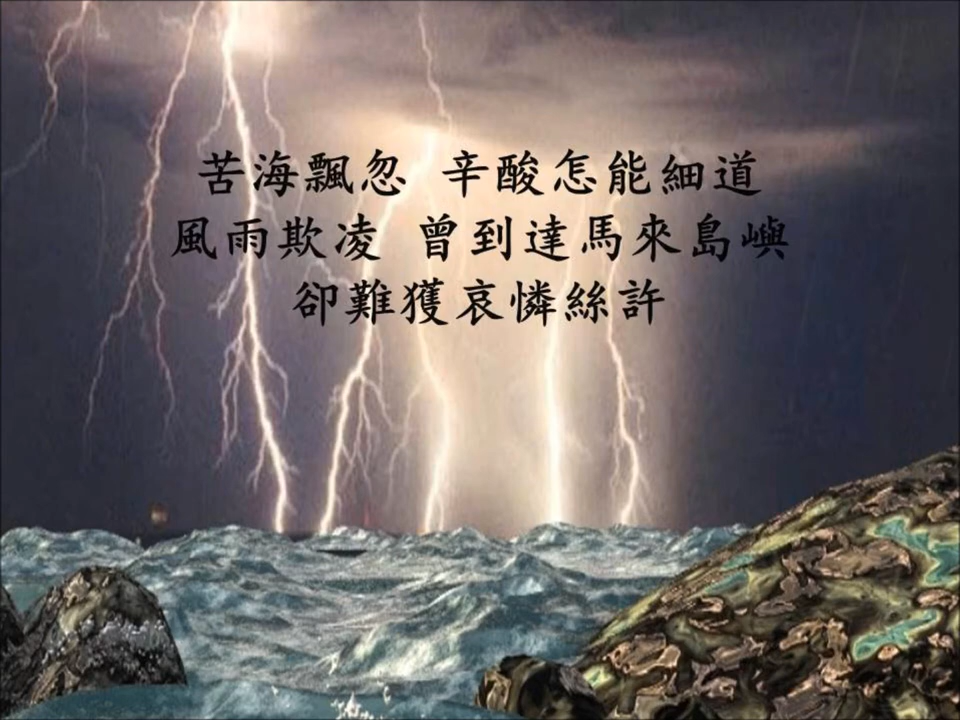 苦海飄忽 辛酸怎能細道
風雨欺凌 曾到達馬來島嶼
卻難獲哀憐絲許